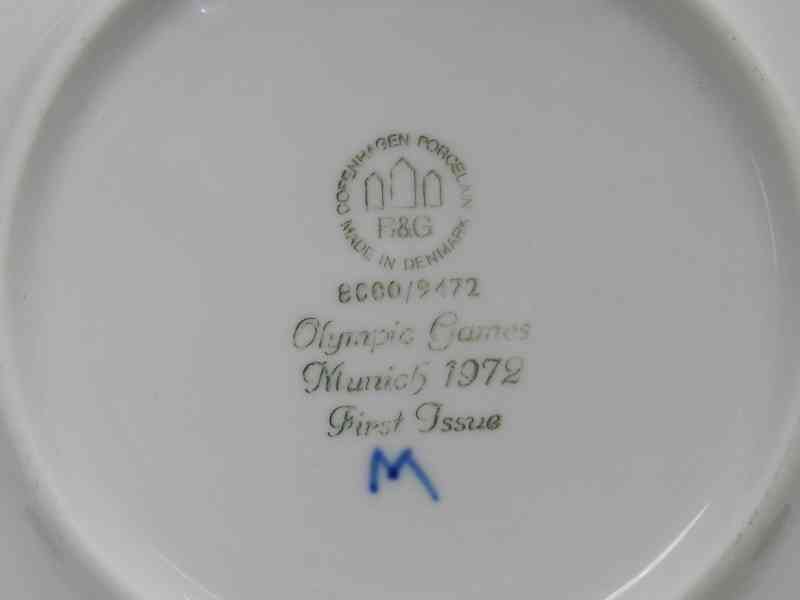 COPENHAGEN PORCELAIN
B&G
MADE IN DENMARK
8000/9472
Olympic Games
Munich 1972
First Issue
M